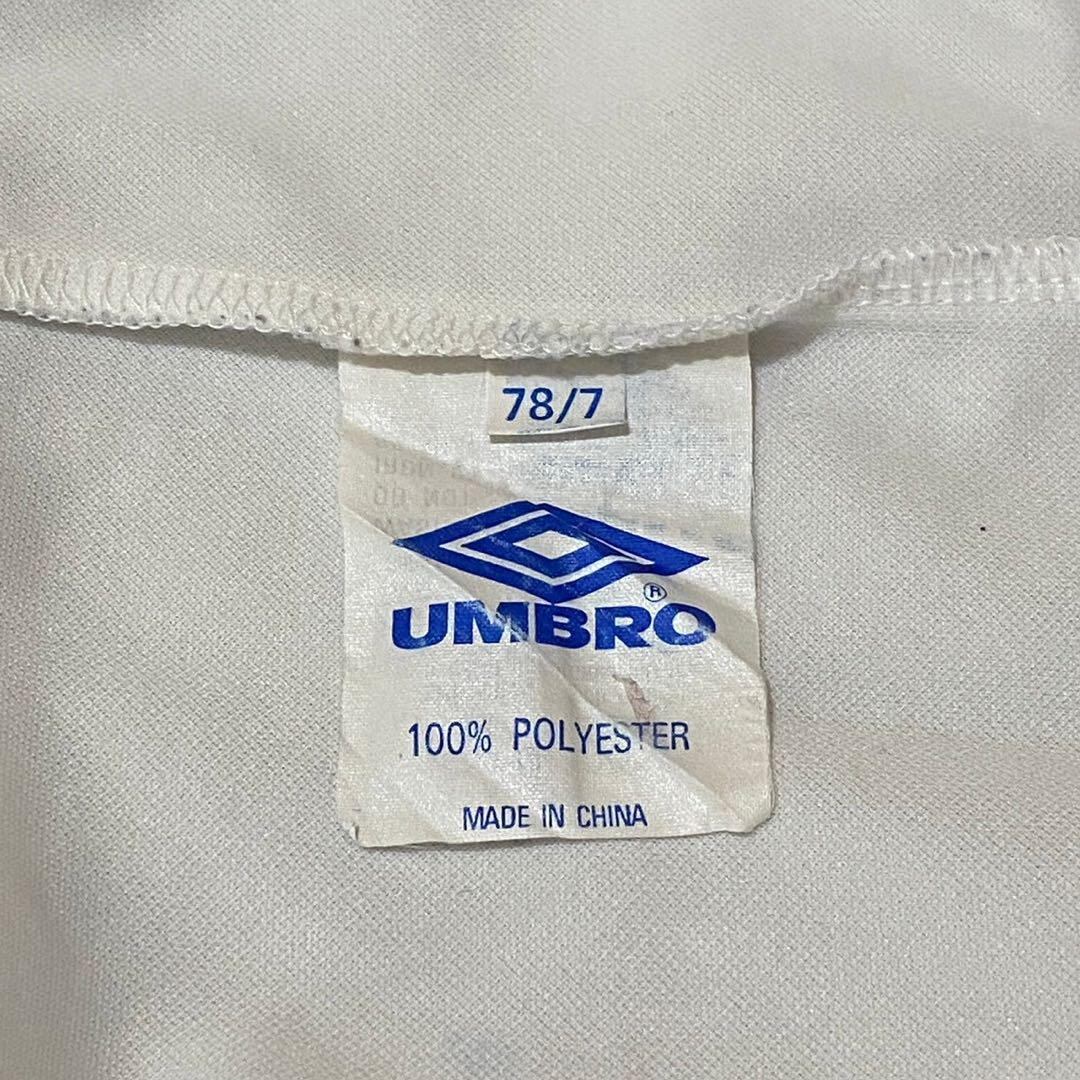 78/7
UMBRO®
100% POLYESTER
MADE IN CHINA